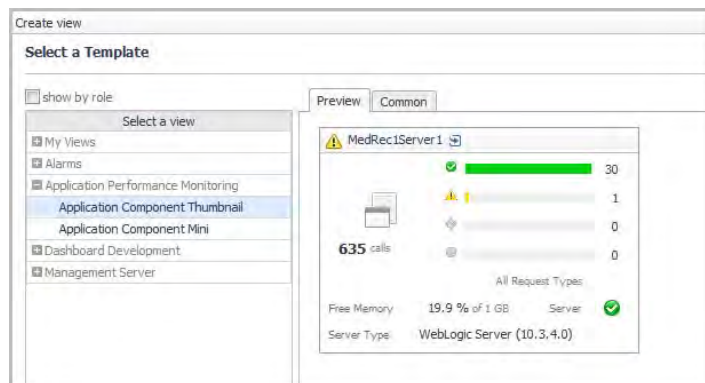 Create view
Select a Template
show by role
Select a view
My Views
Alarms
Application Performance Monitoring
Application Component Thumbnail
Application Component Mini
Dashboard Development
Management Server
Preview Common
MedRec1Server1
30
1
0
0
635 calls
All Request Types
Free Memory 19.9 % of 1 GB Server
Server Type WebLogic Server (10.3.4.0)